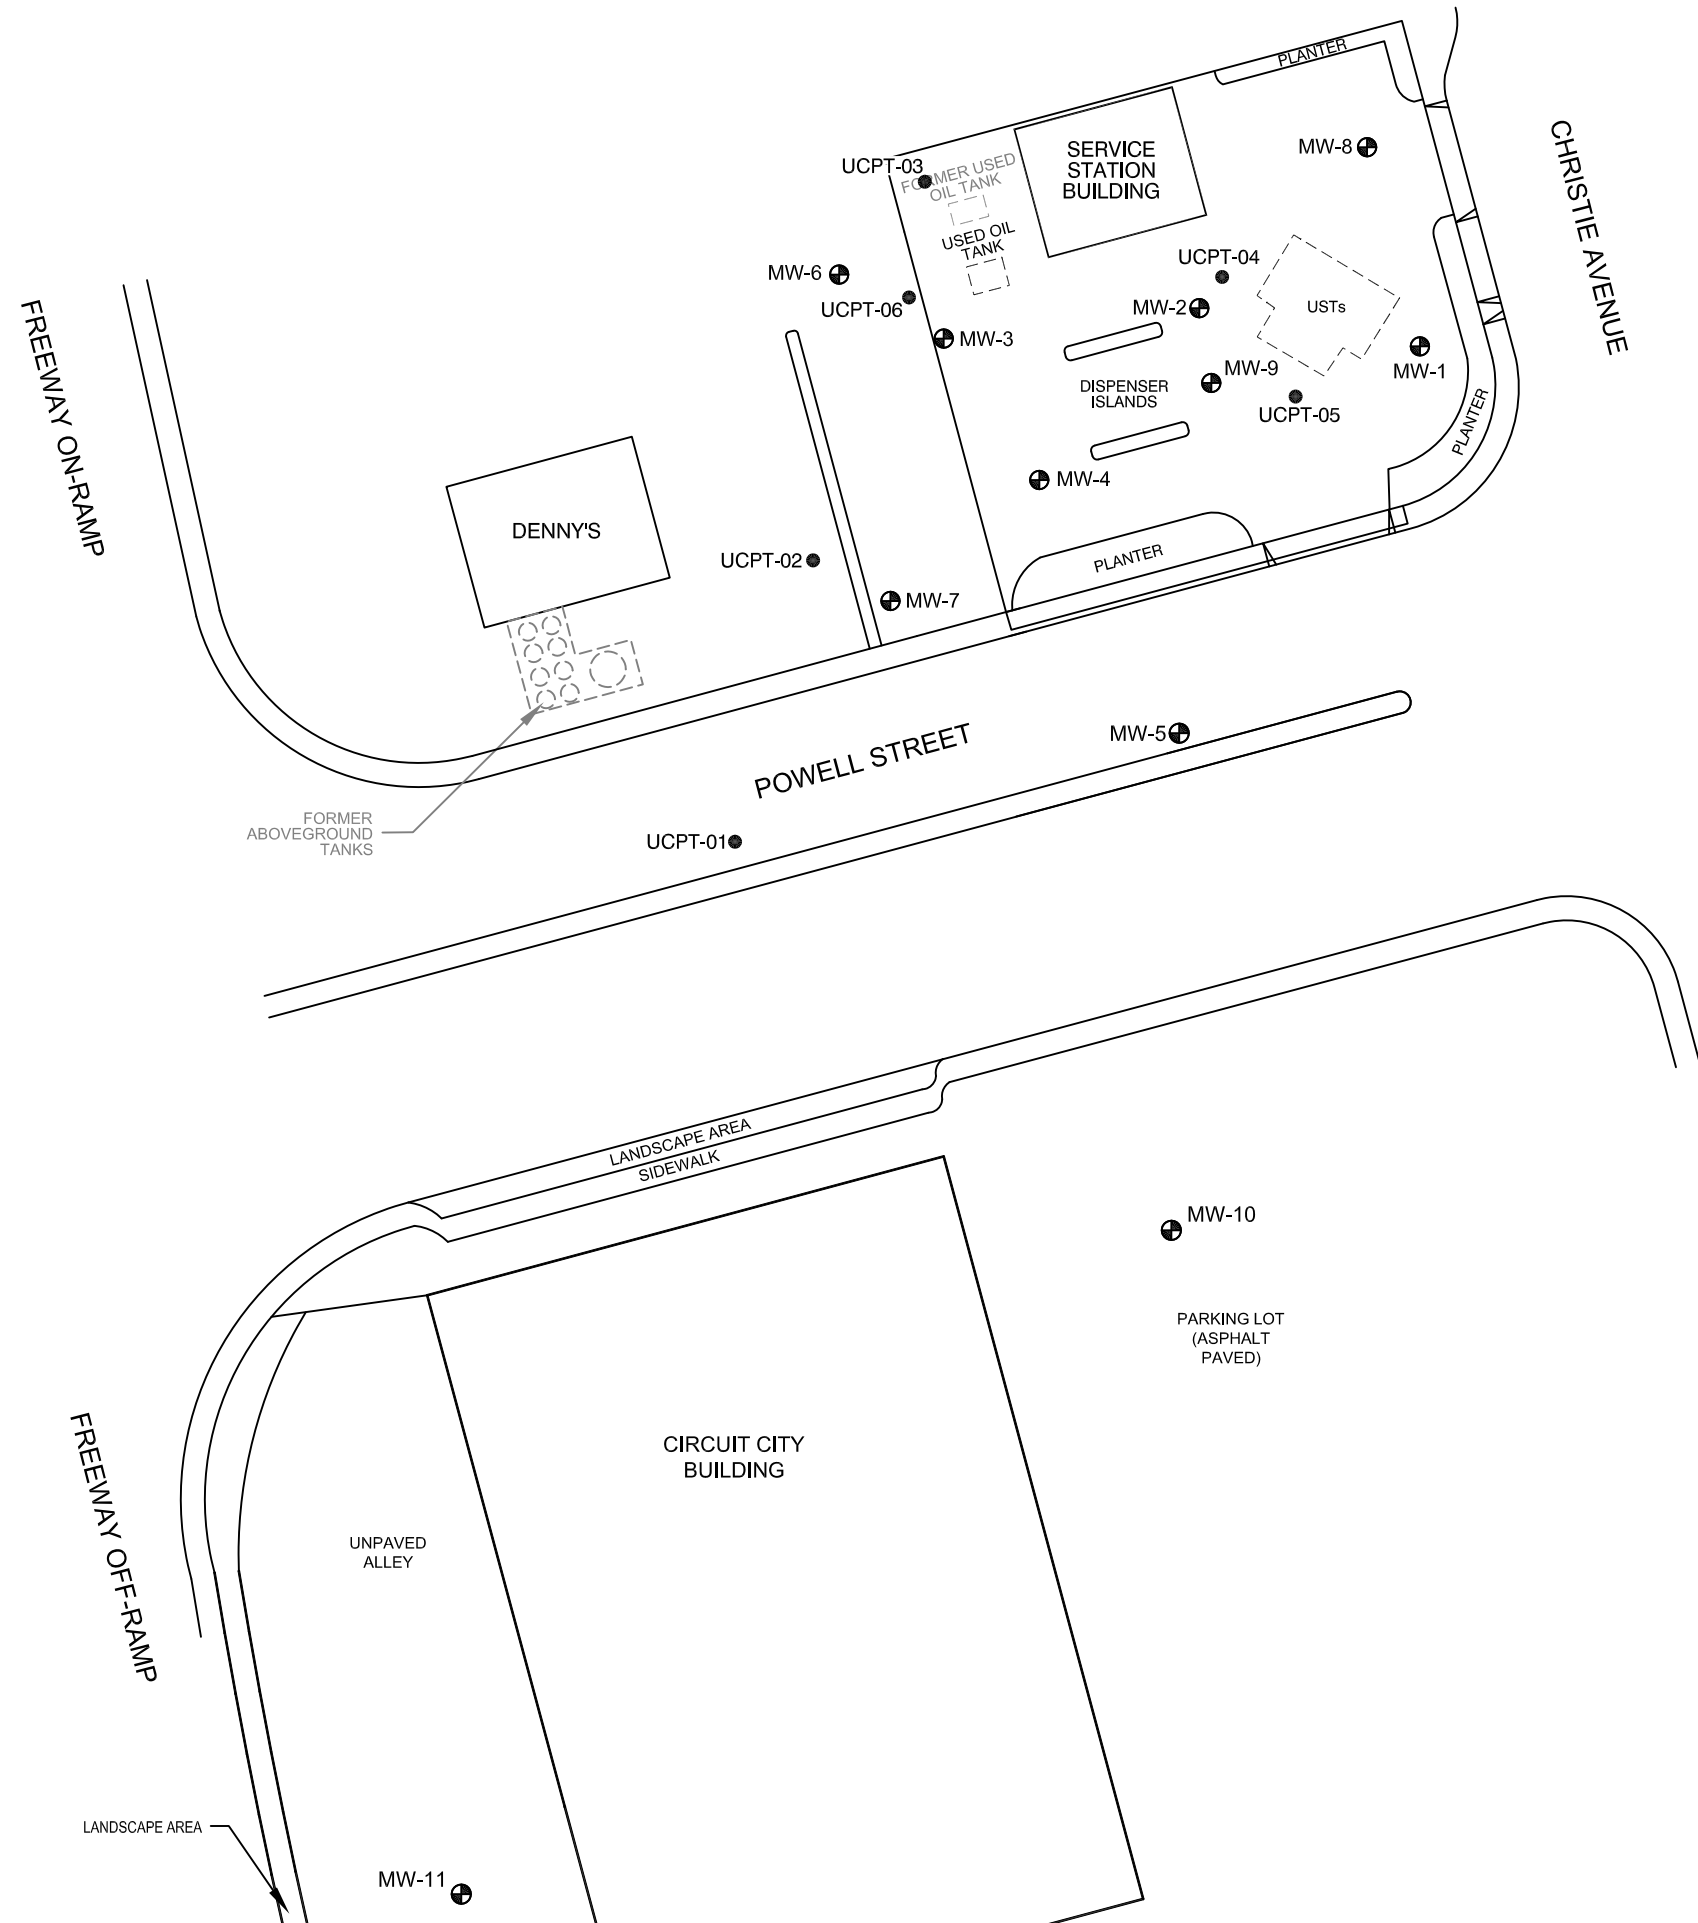 PLANTER
CHRISTIE AVENUE
MW-8
SERVICE
STATION
BUILDING
UCPT-03
FORMER USED
OIL TANK
USED OIL
TANK
UCPT-04
MW-6
UCPT-06
MW-2
USTs
MW-3
MW-9
MW-1
DISPENSER
ISLANDS
UCPT-05
PLANTER
FREEWAY ON-RAMP
MW-4
DENNY'S
UCPT-02
PLANTER
MW-7
MW-5
POWELL STREET
FORMER
ABOVEGROUND
TANKS
UCPT-01
LANDSCAPE AREA
SIDEWALK
MW-10
PARKING LOT
(ASPHALT
PAVED)
CIRCUIT CITY
BUILDING
FREEWAY OFF-RAMP
UNPAVED
ALLEY
LANDSCAPE AREA
MW-11